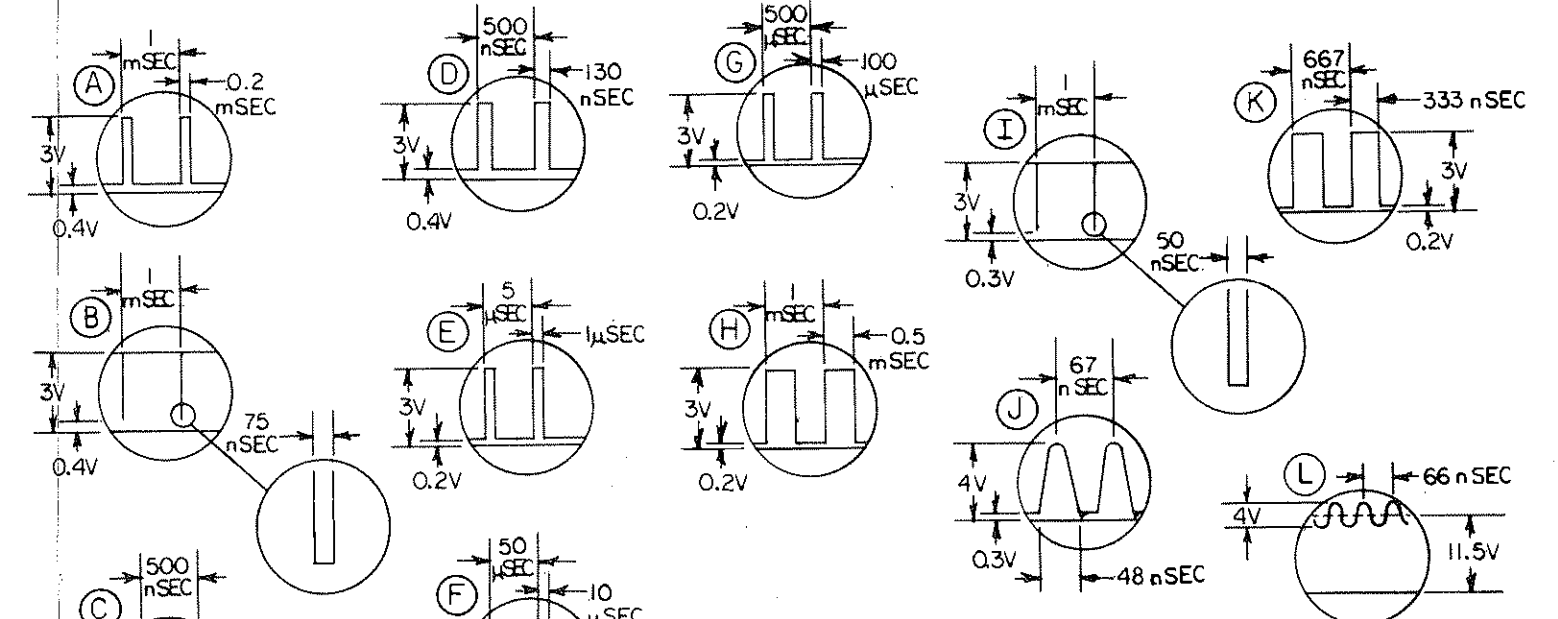 A
1
mSEC
0.2
mSEC
3V
0.4V
B
1
mSEC
3V
0.4V
75
nSEC
C
500
nSEC
D
500
nSEC
130
nSEC
3V
0.4V
E
5
μSEC
1μSEC
3V
0.2V
F
50
μSEC
10
μSEC
G
500
μSEC
100
μSEC
3V
0.2V
H
1
mSEC
0.5
mSEC
3V
0.2V
I
1
mSEC
3V
0.3V
50
nSEC
J
67
n SEC
4V
0.3V
48 nSEC
K
667
nSEC
333 nSEC
3V
0.2V
L
66 nSEC
4V
11.5V